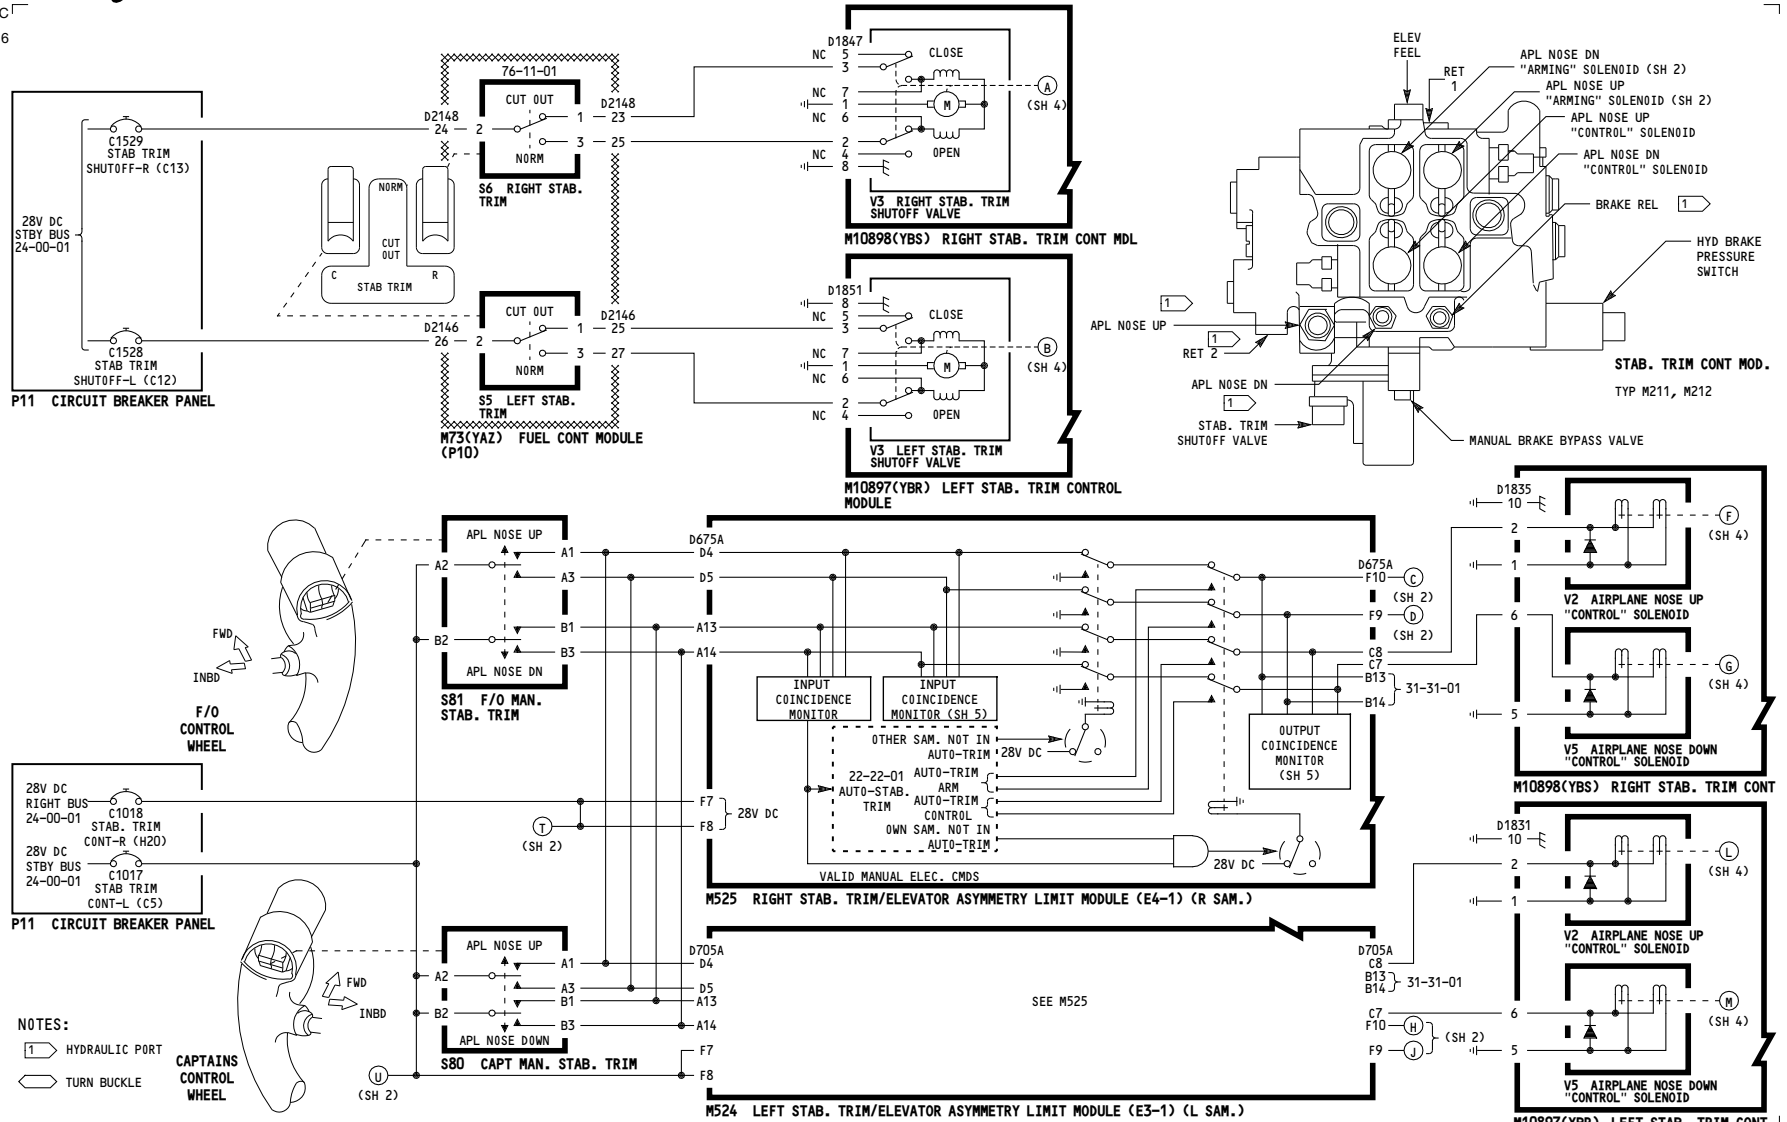 C
6
28V DC
STBY BUS
24-00-01
C1529
STAB TRIM
SHUTOFF-R (C13)
C1528
STAB TRIM
SHUTOFF-L (C12)
P11 CIRCUIT BREAKER PANEL
NORM
CUT
OUT
C
R
STAB TRIM
76-11-01
CUT OUT
D2148
24
2
1
3
NORM
D2148
23
25
S6 RIGHT STAB.
TRIM
CUT OUT
D2146
26
2
1
3
NORM
D2146
25
27
S5 LEFT STAB.
TRIM
M73(YAZ) FUEL CONT MODULE
(P10)
D1847
NC 5
3
NC 7
1
NC 6
2
NC 4
8
CLOSE
M
OPEN
A
(SH 4)
V3 RIGHT STAB. TRIM
SHUTOFF VALVE
M10898(YBS) RIGHT STAB. TRIM CONT MDL
D1851
8
NC 5
3
NC 7
1
NC 6
2
NC 4
CLOSE
M
OPEN
B
(SH 4)
V3 LEFT STAB. TRIM
SHUTOFF VALVE
M10897(YBR) LEFT STAB. TRIM CONTROL
MODULE
ELEV
FEEL
RET
1
APL NOSE DN
"ARMING" SOLENOID (SH 2)
APL NOSE UP
"ARMING" SOLENOID (SH 2)
APL NOSE UP
"CONTROL" SOLENOID
APL NOSE DN
"CONTROL" SOLENOID
BRAKE REL 1
HYD BRAKE
PRESSURE
SWITCH
1
APL NOSE UP
1
RET 2
APL NOSE DN
1
STAB. TRIM
SHUTOFF VALVE
MANUAL BRAKE BYPASS VALVE
STAB. TRIM CONT MOD.
TYP M211, M212
FWD
INBD
F/O
CONTROL
WHEEL
APL NOSE UP
A2
A1
A3
B2
B1
B3
APL NOSE DN
S81 F/O MAN.
STAB. TRIM
D675A
D4
D5
A13
A14
INPUT
COINCIDENCE
MONITOR
INPUT
COINCIDENCE
MONITOR (SH 5)
OTHER SAM. NOT IN
AUTO-TRIM
22-22-01
AUTO-STAB.
TRIM
AUTO-TRIM
ARM
AUTO-TRIM
CONTROL
OWN SAM. NOT IN
AUTO-TRIM
28V DC
28V DC
VALID MANUAL ELEC. CMDS
OUTPUT
COINCIDENCE
MONITOR
(SH 5)
D675A
F10 C
(SH 2)
F9 D
(SH 2)
C8
C7
B13
B14
31-31-01
F7
F8
28V DC
M525 RIGHT STAB. TRIM/ELEVATOR ASYMMETRY LIMIT MODULE (E4-1) (R SAM.)
28V DC
RIGHT BUS
24-00-01
C1018
STAB. TRIM
CONT-R (H20)
28V DC
STBY BUS
24-00-01
C1017
STAB TRIM
CONT-L (C5)
P11 CIRCUIT BREAKER PANEL
T
(SH 2)
D1835
10
2
1
6
5
F
(SH 4)
V2 AIRPLANE NOSE UP
"CONTROL" SOLENOID
G
(SH 4)
V5 AIRPLANE NOSE DOWN
"CONTROL" SOLENOID
M10898(YBS) RIGHT STAB. TRIM CONT
FWD
INBD
CAPTAINS
CONTROL
WHEEL
APL NOSE UP
A2
A1
A3
B1
B2
B3
APL NOSE DOWN
S80 CAPT MAN. STAB. TRIM
U
(SH 2)
D705A
D4
D5
A13
A14
F7
F8
SEE M525
D705A
C8
B13
B14
31-31-01
C7
F10 H
F9 J
(SH 2)
M524 LEFT STAB. TRIM/ELEVATOR ASYMMETRY LIMIT MODULE (E3-1) (L SAM.)
D1831
10
2
1
6
5
L
(SH 4)
V2 AIRPLANE NOSE UP
"CONTROL" SOLENOID
M
(SH 4)
V5 AIRPLANE NOSE DOWN
"CONTROL" SOLENOID
M10897(YBR) LEFT STAB. TRIM CONT
NOTES:
1 HYDRAULIC PORT
TURN BUCKLE